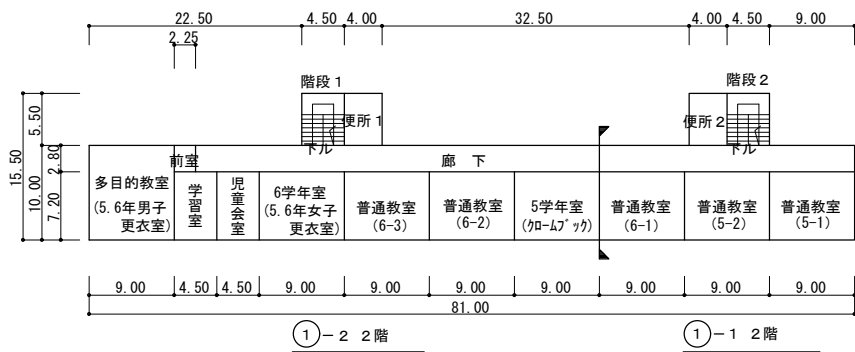 22.50 4.50 4.00 32.50 4.00 4.50 9.00
2.25
階段1 階段2
5.50
15.50
便所1 便所2
下ル 下ル
2.80
前室 廊下
10.00
7.20
多目的教室
(5.6年男子
更衣室)
学習室
児童会室
6学年室
(5.6年女子
更衣室)
普通教室
(6-3)
普通教室
(6-2)
5学年室
(クロームブック)
普通教室
(6-1)
普通教室
(5-2)
普通教室
(5-1)
9.00 4.50 4.50 9.00 9.00 9.00 9.00 9.00 9.00 9.00
81.00
①-2 2階 ①-1 2階